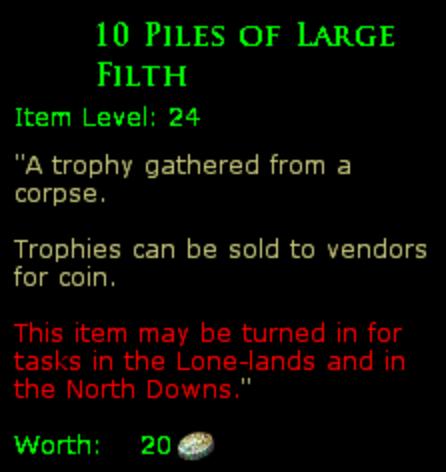 10 Piles of Large
Filth
Item Level: 24
"A trophy gathered from a
corpse.
Trophies can be sold to vendors
for coin.
This item may be turned in for
tasks in the Lone-lands and in
the North Downs."
Worth: 20